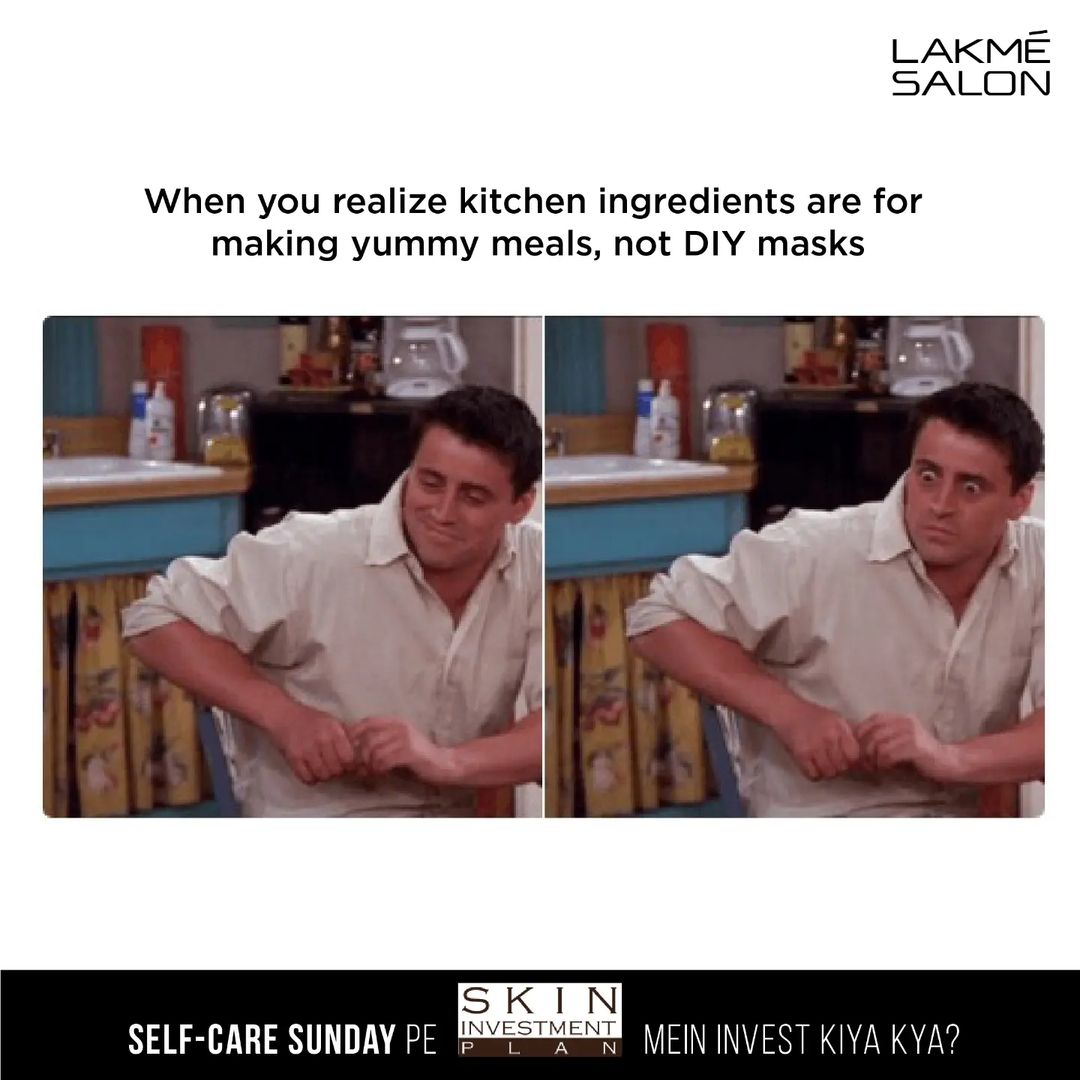 LAKMÉ
SALON
When you realize kitchen ingredients are for
making yummy meals, not DIY masks
SELF-CARE SUNDAY PE SKIN INVESTMENT PLAN MEIN INVEST KIYA KYA?